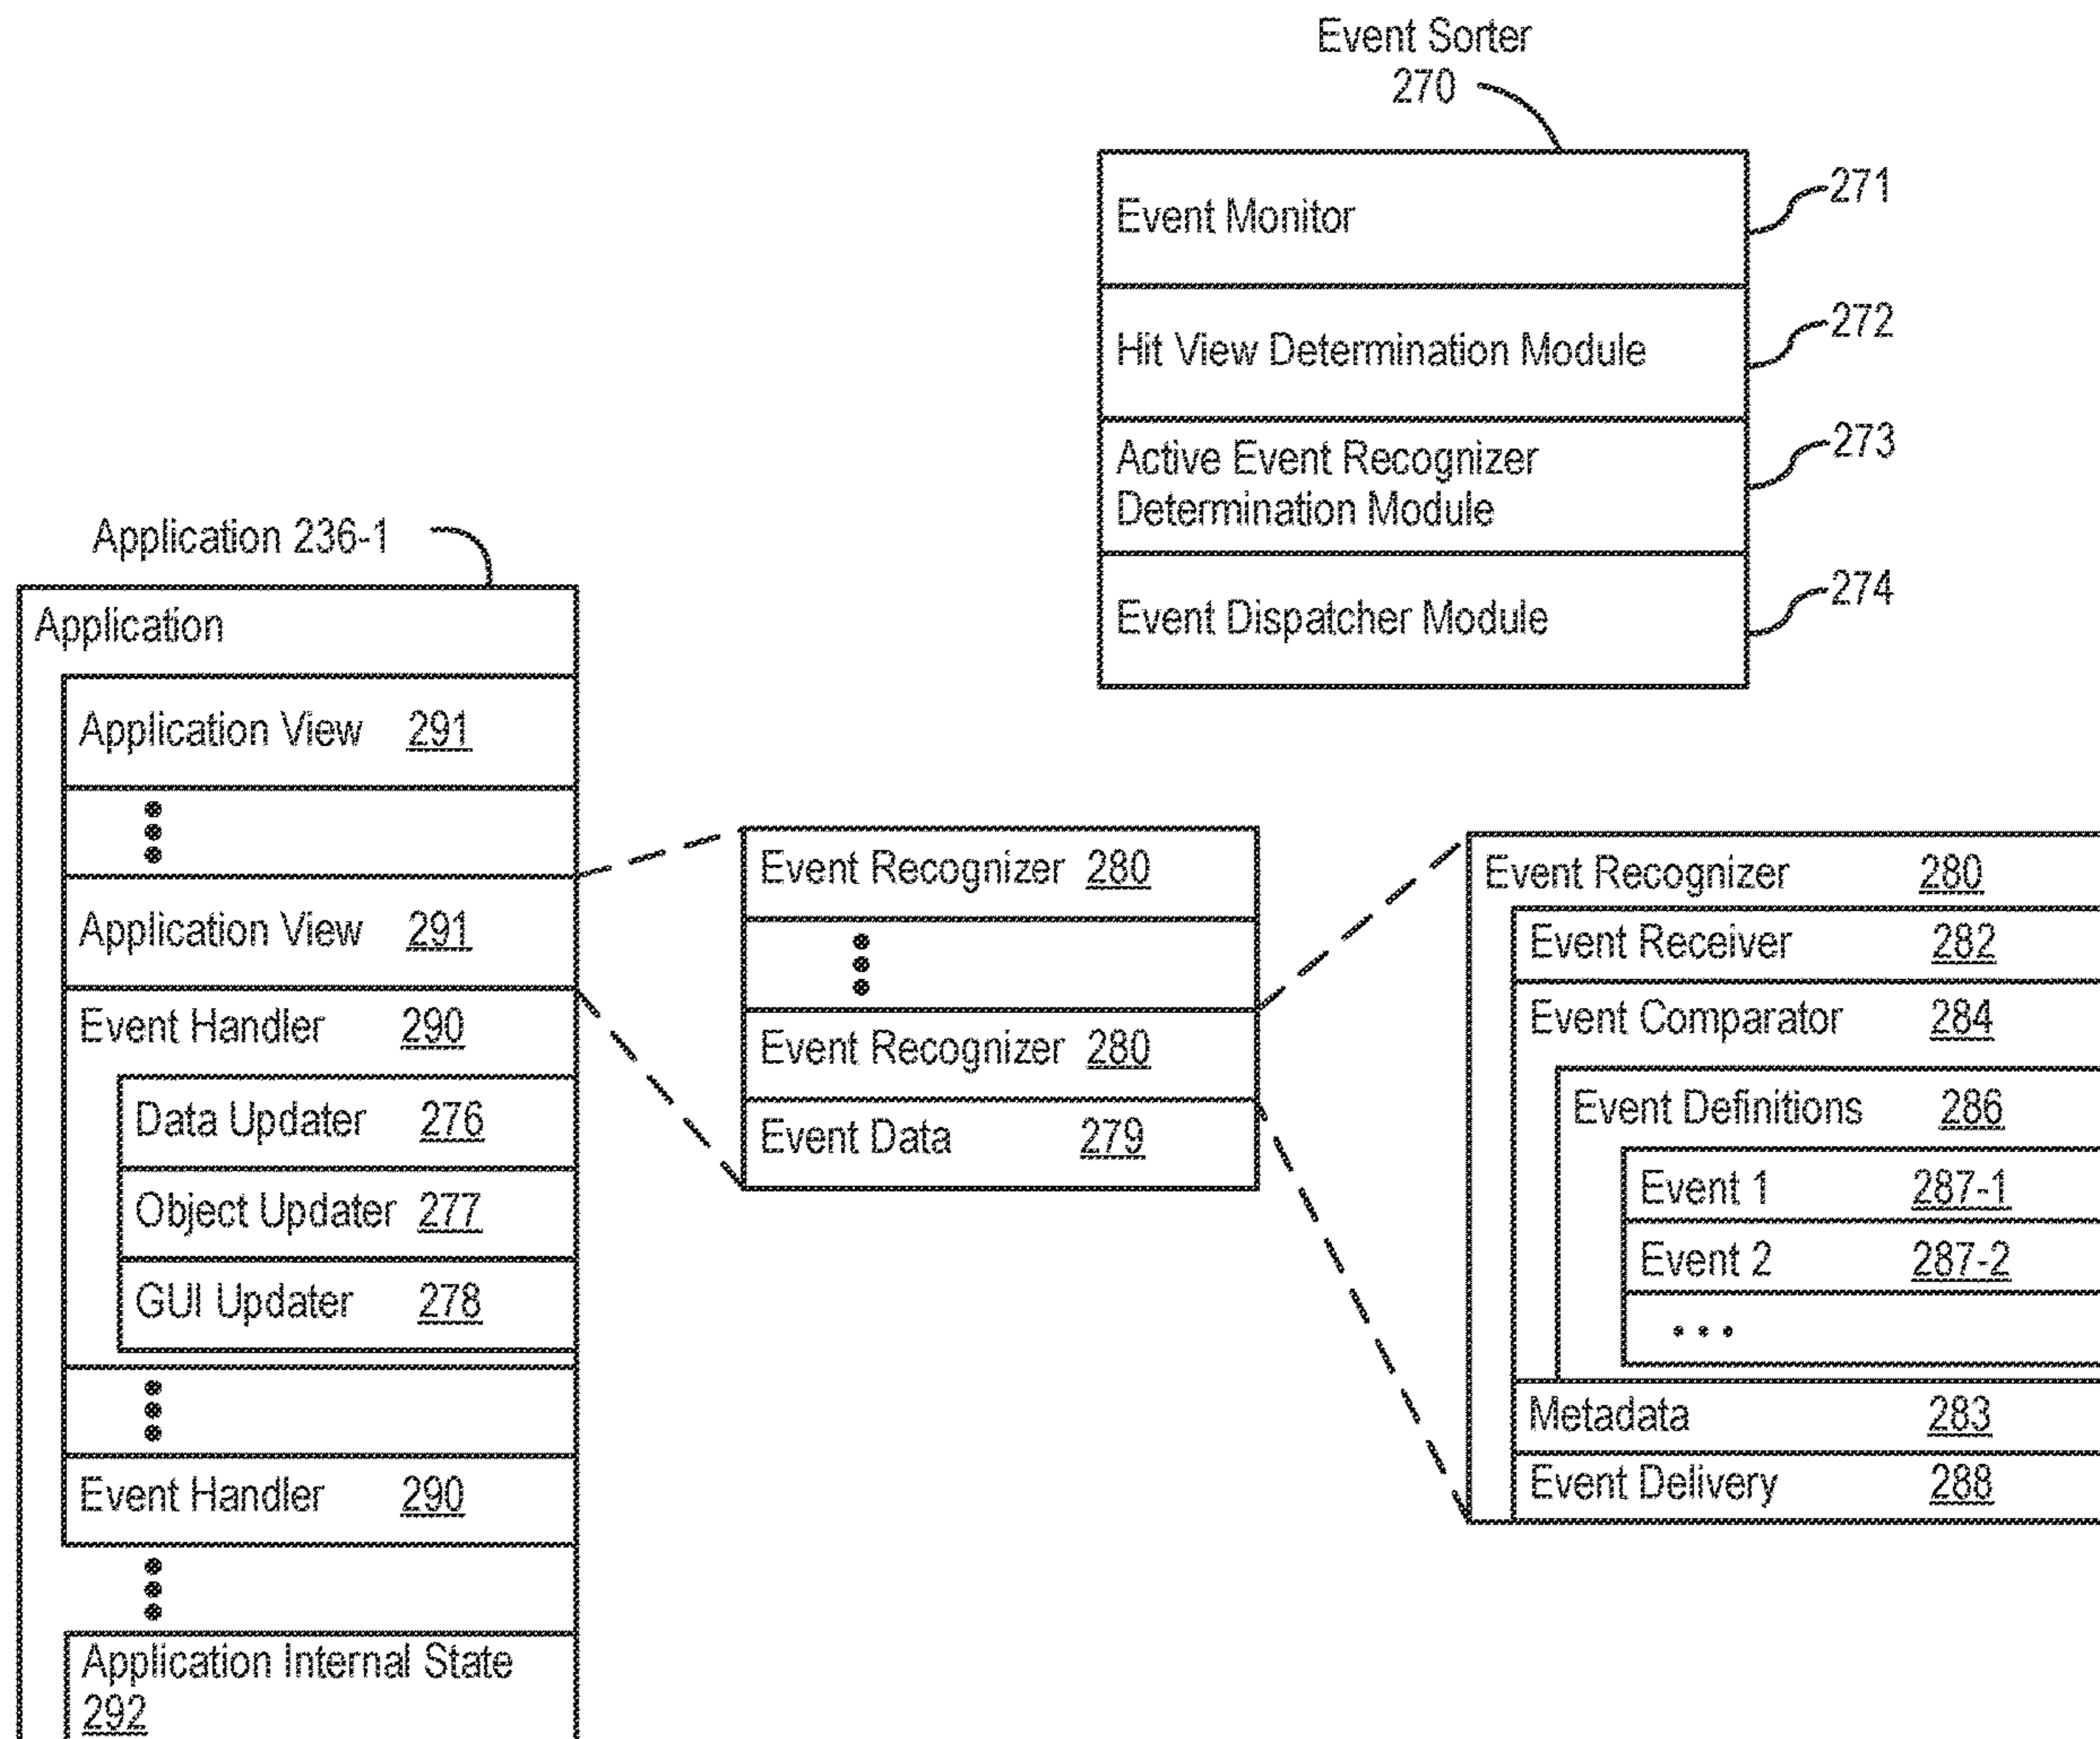 Event Sorter
270
Event Monitor
271
Hit View Determination Module
272
Active Event Recognizer
Determination Module
273
Event Dispatcher Module
274
Application 236-1
Application
Application View 291
Application View 291
Event Handler 290
Data Updater 276
Object Updater 277
GUI Updater 278
Event Handler 290
Application Internal State
292
Event Recognizer 280
Event Recognizer 280
Event Data 279
Event Recognizer 280
Event Receiver 282
Event Comparator 284
Event Definitions 286
Event 1 287-1
Event 2 287-2
Metadata 283
Event Delivery 288